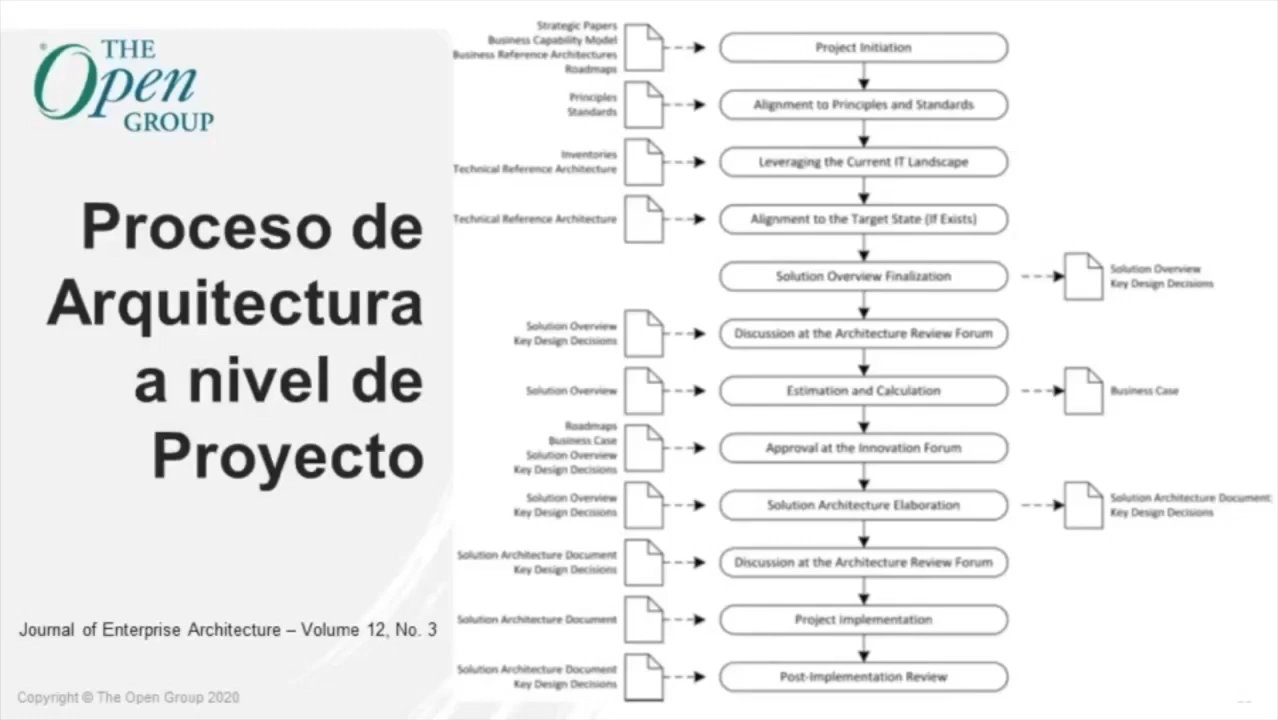 THE
Open
GROUP
Proceso de
Arquitectura
a nivel de
Proyecto
Journal of Enterprise Architecture – Volume 12, No. 3
Copyright © The Open Group 2020
Strategic Papers
Business Capability Model
Business Reference Architectures
Roadmaps
Project Initiation
Principles
Standards
Alignment to Principles and Standards
Inventories
Technical Reference Architecture
Leveraging the Current IT Landscape
Technical Reference Architecture
Alignment to the Target State (If Exists)
Solution Overview Finalization
Solution Overview
Key Design Decisions
Solution Overview
Key Design Decisions
Discussion at the Architecture Review Forum
Solution Overview
Estimation and Calculation
Business Case
Roadmaps
Business Case
Solution Overview
Key Design Decisions
Approval at the Innovation Forum
Solution Overview
Key Design Decisions
Solution Architecture Elaboration
Solution Architecture Document
Key Design Decisions
Solution Architecture Document
Key Design Decisions
Discussion at the Architecture Review Forum
Solution Architecture Document
Project Implementation
Solution Architecture Document
Key Design Decisions
Post-Implementation Review